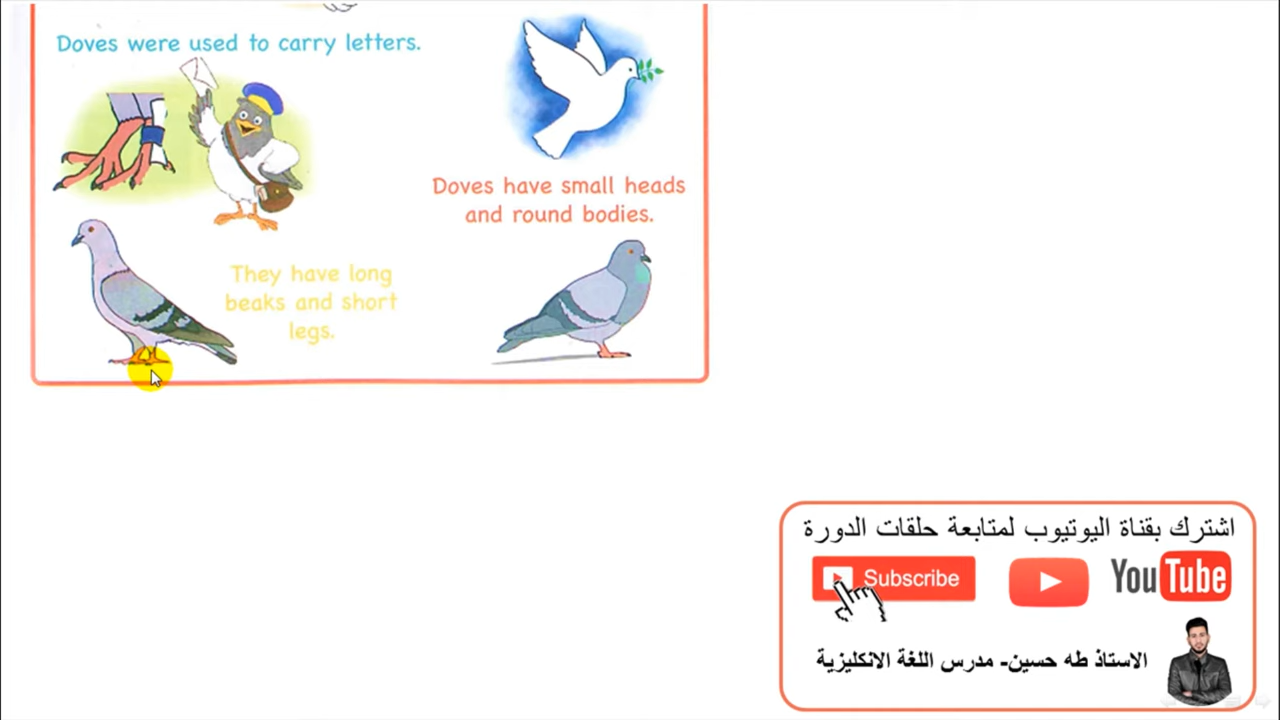 Doves were used to carry letters.
Doves have small heads
and round bodies.
They have long
beaks and short
legs.
اشترك بقناة اليوتيوب لمتابعة حلقات الدورة
Subscribe
YouTube
الاستاذ طه حسين- مدرس اللغة الانكليزية